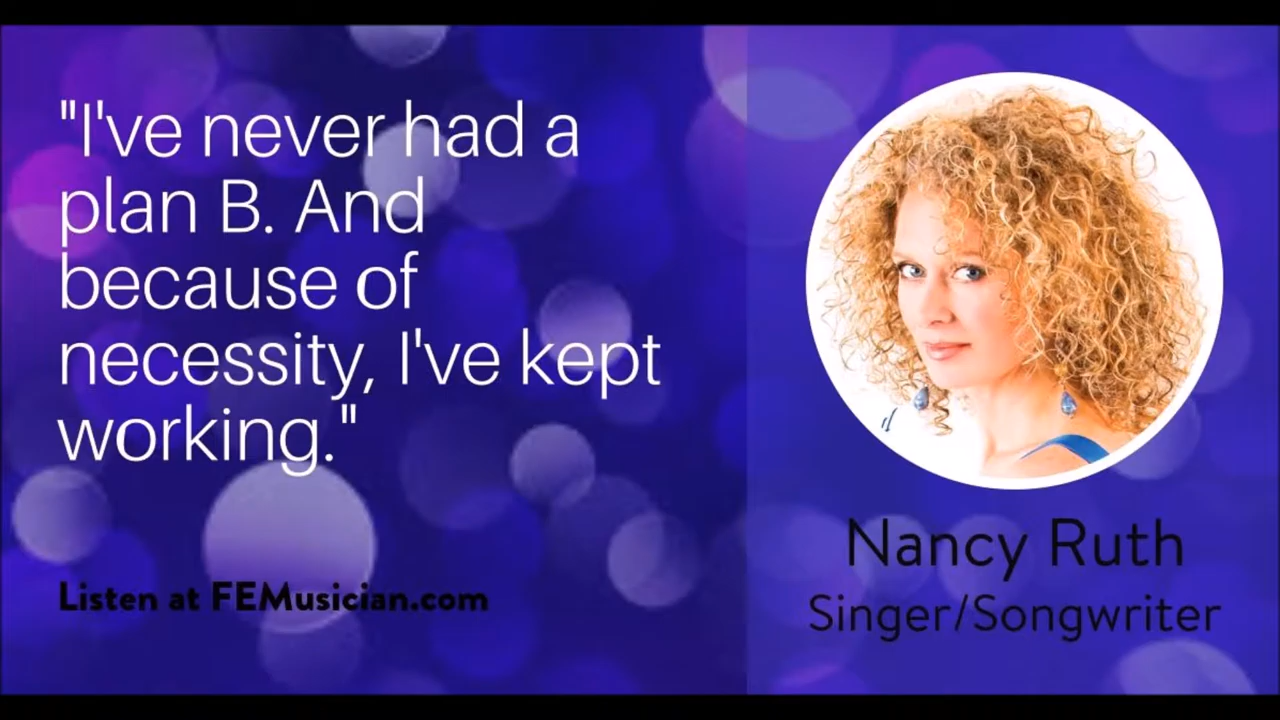 "I've never had a
plan B. And
because of
necessity, I've kept
working."
Listen at FEMusician.com
Nancy Ruth
Singer/Songwriter